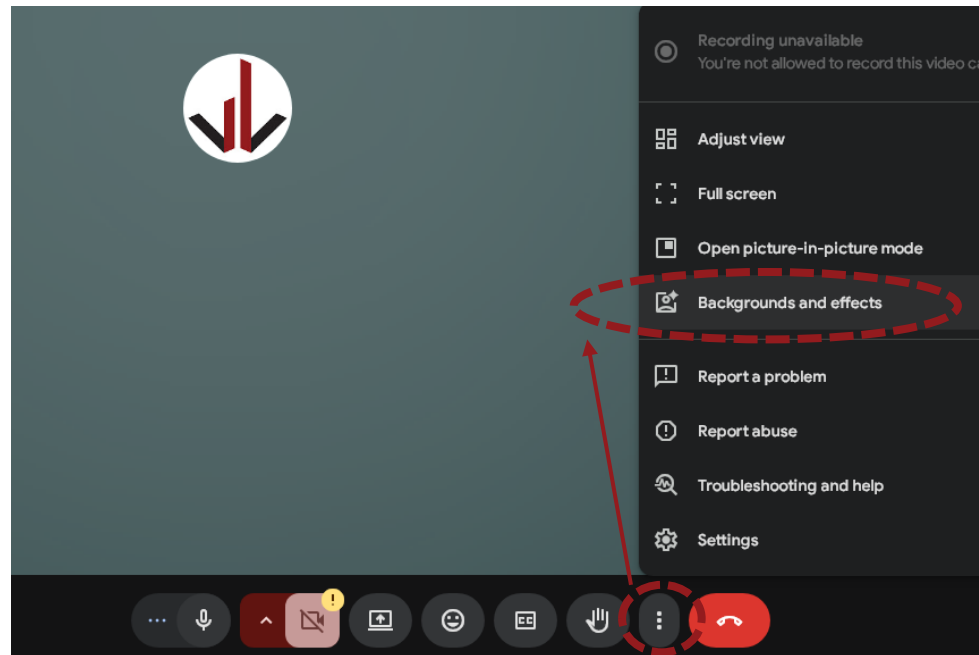 Recording unavailable
You're not allowed to record this video ca
Adjust view
Full screen
Open picture-in-picture mode
Backgrounds and effects
Report a problem
Report abuse
Troubleshooting and help
Settings
CC